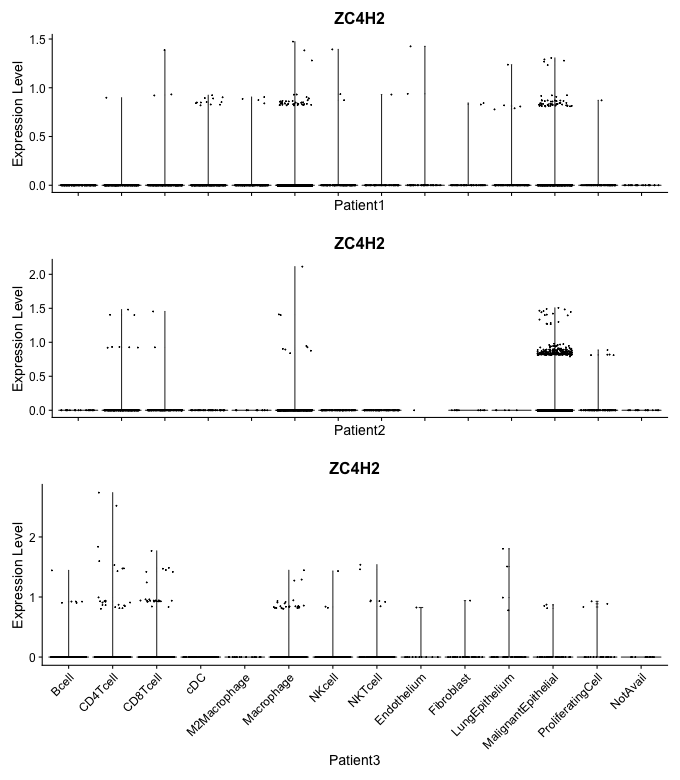 ZC4H2
Expression Level
1.5
1.0
0.5
0.0
Patient1
ZC4H2
Expression Level
2.0
1.5
1.0
0.5
0.0
Patient2
ZC4H2
Expression Level
2
1
0
Bcell
CD4Tcell
CD8Tcell
cDC
M2Macrophage
Macrophage
NKcell
NKTcell
Endothelium
Fibroblast
LungEpithelium
MalignantEpithelial
ProliferatingCell
NotAvail
Patient3